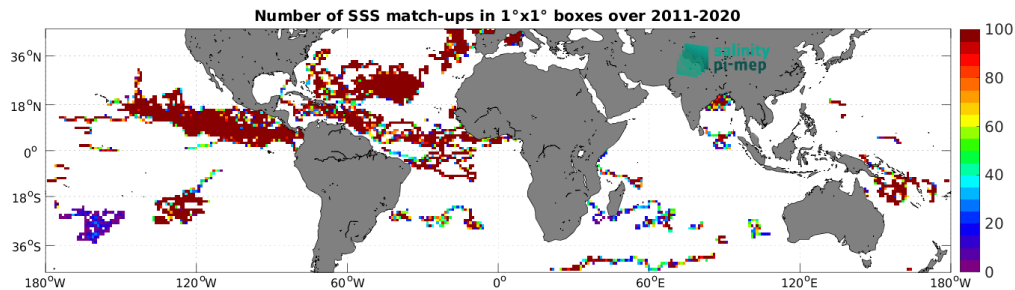 Number of SSS match-ups in 1°x1° boxes over 2011-2020
salinity
pi-mep
36°N
18°N
0°
18°S
36°S
180°W 120°W 60°W 0° 60°E 120°E 180°W
100
80
60
40
20
0